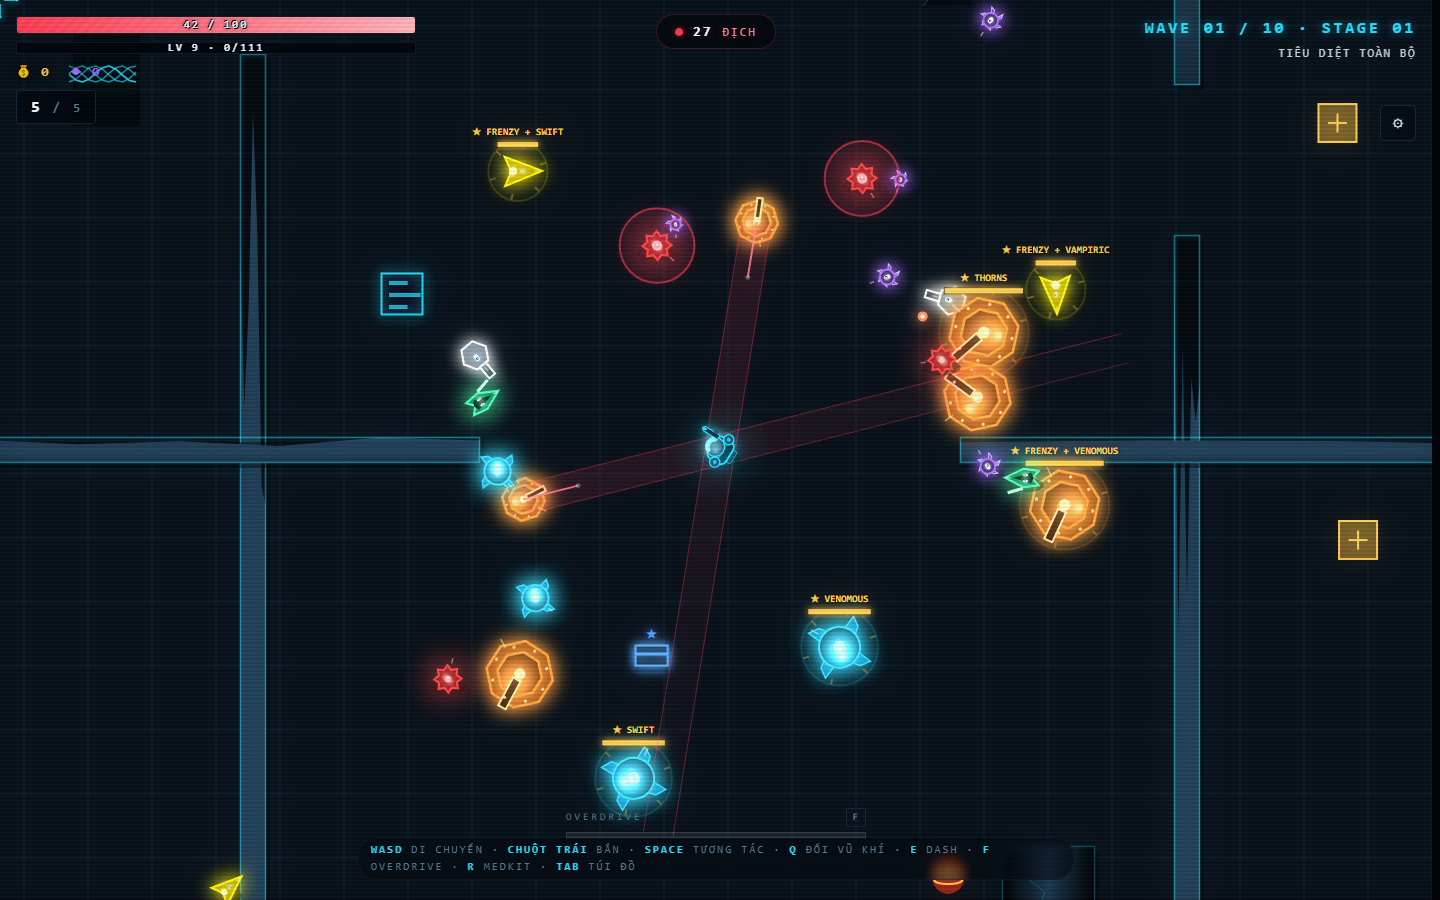 42 / 100
LV 9 · 0/111
0
0
5 / 5
27 ĐỊCH
WAVE 01 / 10 · STAGE 01
TIÊU DIỆT TOÀN BỘ
★ FRENZY + SWIFT
★ FRENZY + VAMPIRIC
★ THORNS
★ FRENZY + VENOMOUS
★ VENOMOUS
★ SWIFT
OVERDRIVE F
WASD DI CHUYỂN · CHUỘT TRÁI BẮN · SPACE TƯƠNG TÁC · Q ĐỔI VŨ KHÍ · E DASH · F
OVERDRIVE · R MEDKIT · TAB TÚI ĐỒ